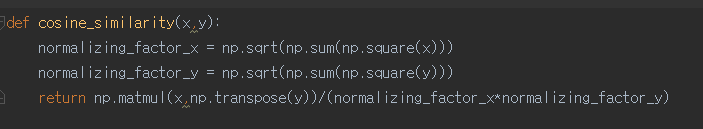 def cosine_similarity(x,y):
    normalizing_factor_x = np.sqrt(np.sum(np.square(x)))
    normalizing_factor_y = np.sqrt(np.sum(np.square(y)))
    return np.matmul(x,np.transpose(y))/(normalizing_factor_x*normalizing_factor_y)